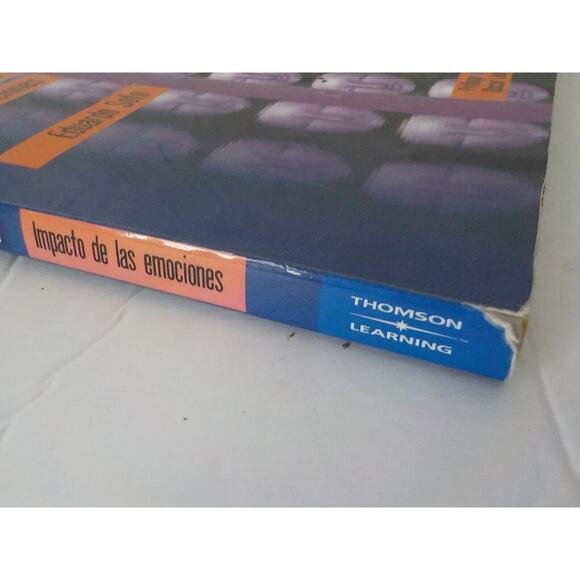 Eduardo Soto
Impacto de las emociones
THOMSON
LEARNING